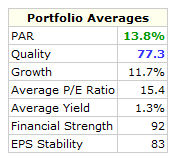 Portfolio Averages
PAR 13.8%
Quality 77.3
Growth 11.7%
Average P/E Ratio 15.4
Average Yield 1.3%
Financial Strength 92
EPS Stability 83